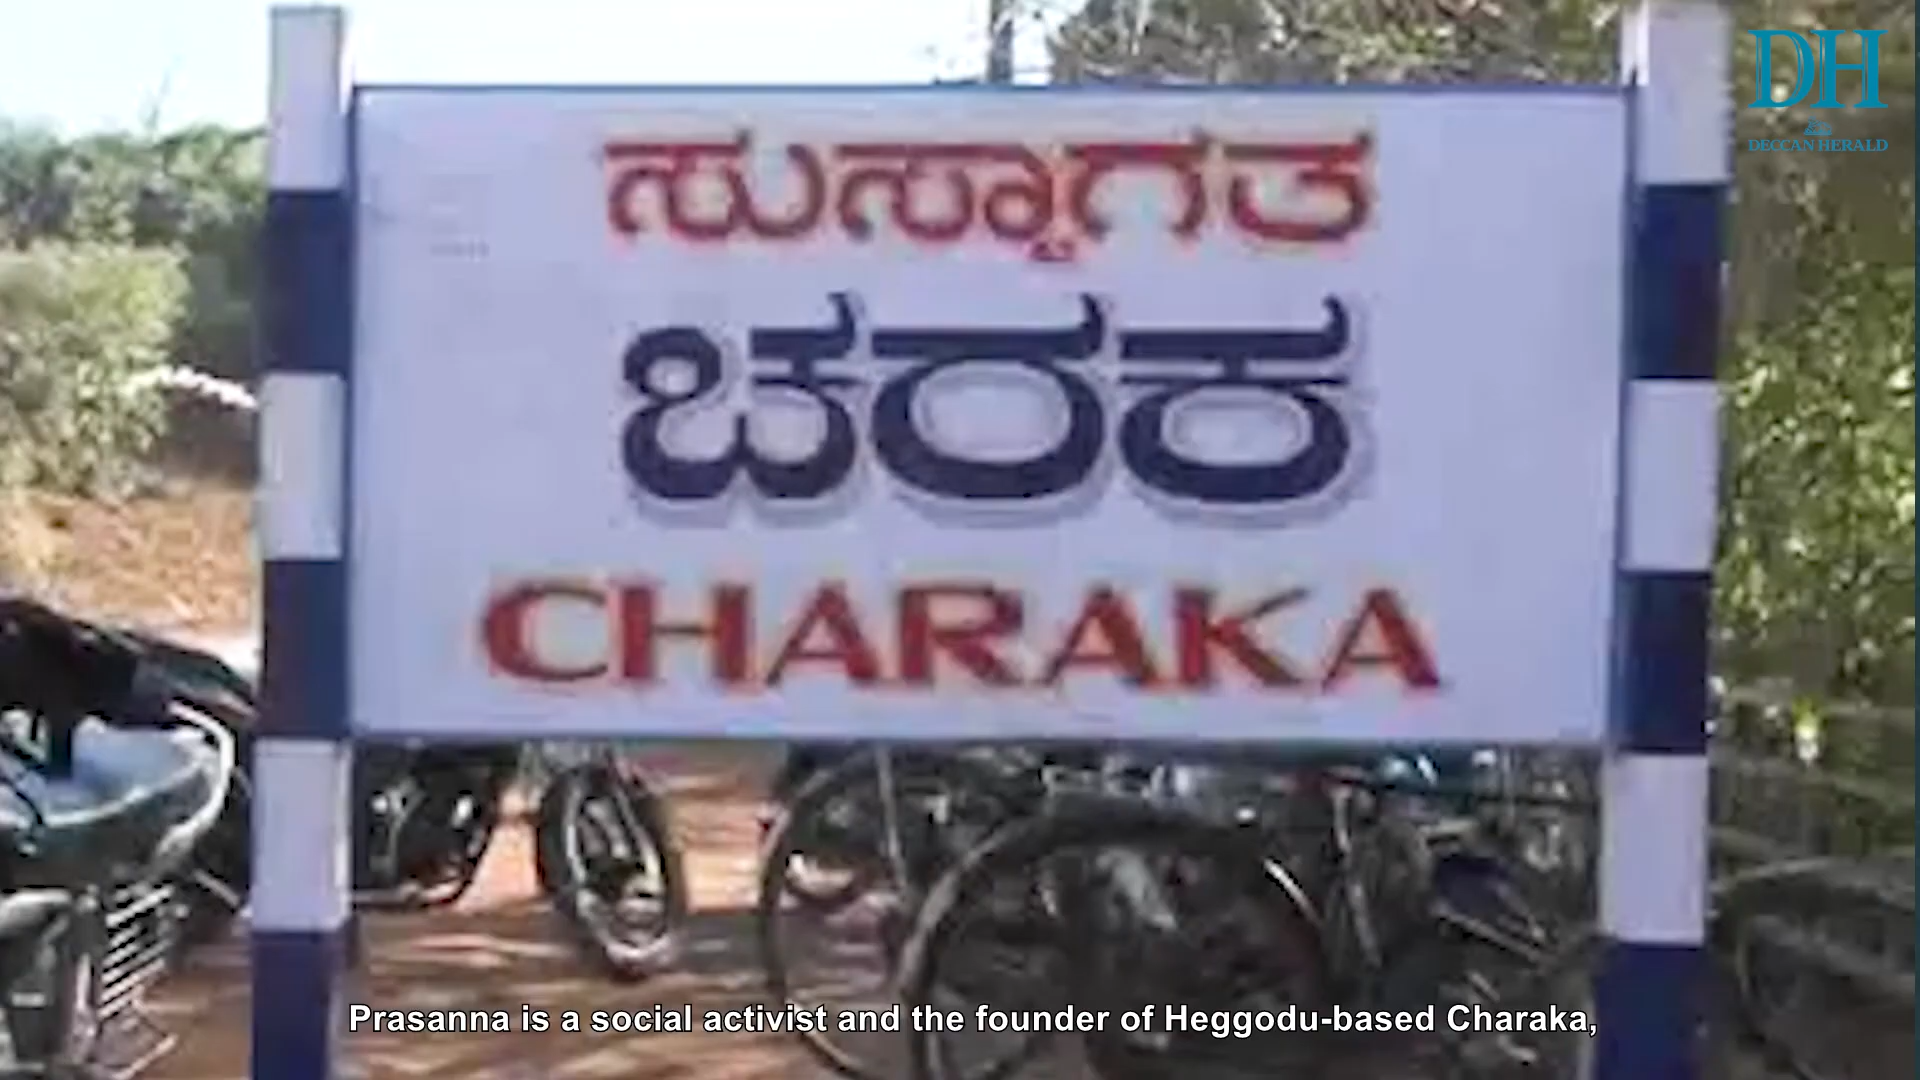 DH
DECCAN HERALD
ಸುಸ್ವಾಗತ
ಚರಕ
CHARAKA
Prasanna is a social activist and the founder of Heggodu-based Charaka,